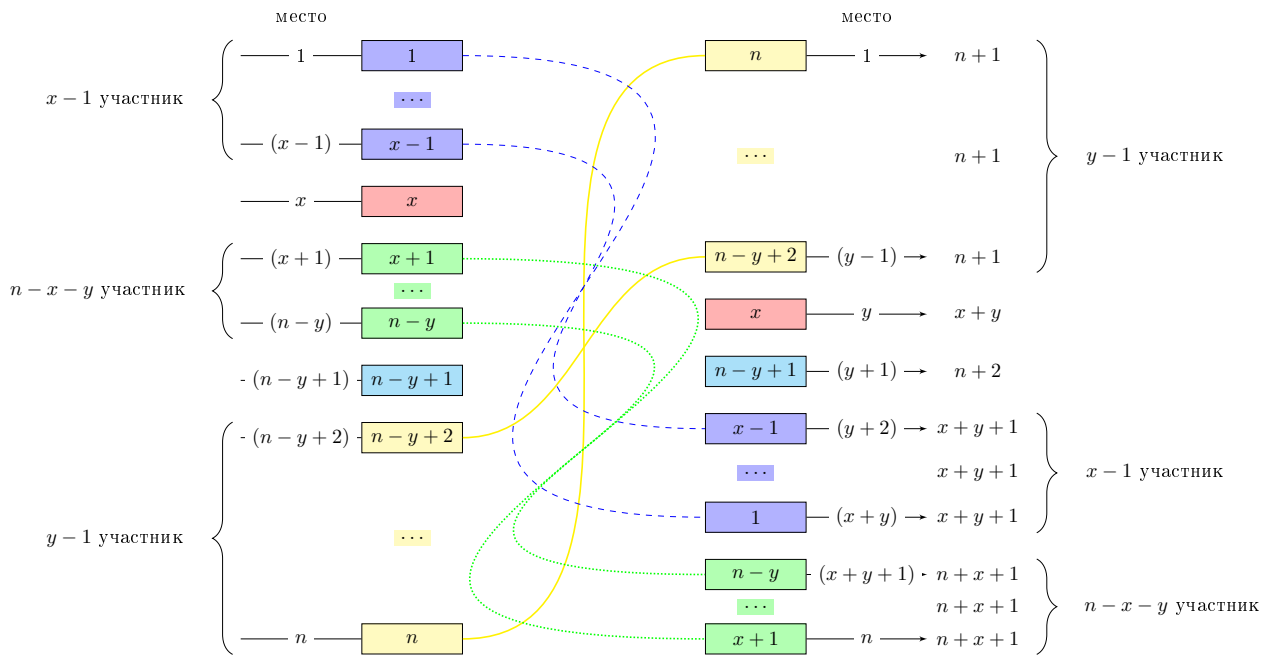 место место
1 1 n 1 n + 1
x − 1 участник ⋯
(x − 1) x − 1 ⋯ n + 1 y − 1 участник
x x
(x + 1) x + 1 n − y + 2 (y − 1) n + 1
n − x − y участник ⋯
x y x + y
(n − y) n − y
(n − y + 1) n − y + 1 n − y + 1 (y + 1) n + 2
(n − y + 2) n − y + 2 x − 1 (y + 2) x + y + 1
⋯ x + y + 1 x − 1 участник
y − 1 участник ⋯ 1 (x + y) x + y + 1
n − y (x + y + 1) n + x + 1
⋯ n + x + 1 n − x − y участник
n n x + 1 n n + x + 1